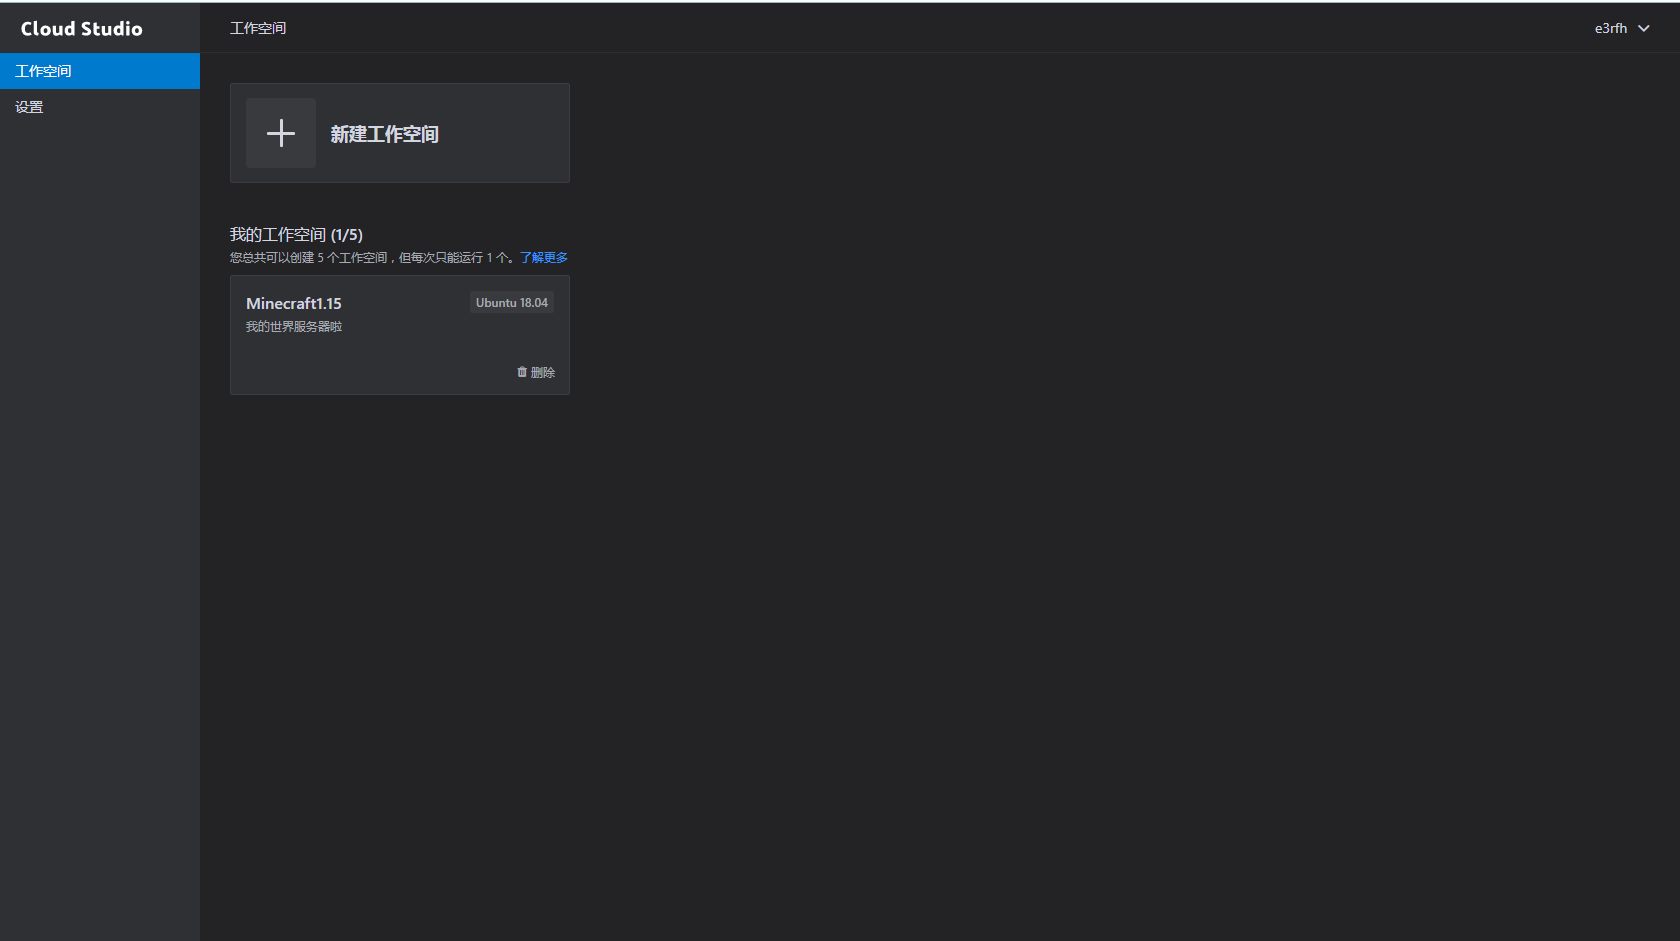 Cloud Studio
工作空间
e3rfh
工作空间
设置
新建工作空间
我的工作空间 (1/5)
您总共可以创建 5 个工作空间，但每次只能运行 1 个。了解更多
Minecraft1.15
Ubuntu 18.04
我的世界服务器啦
删除